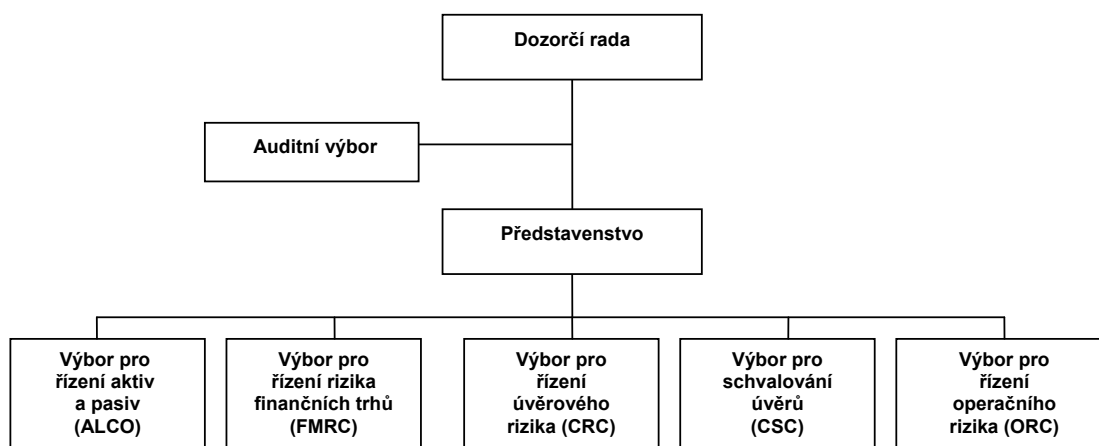 Dozorčí rada
Auditní výbor
Představenstvo
Výbor pro
řízení aktiv
a pasiv
(ALCO)
Výbor pro
řízení rizika
finančních trhů
(FMRC)
Výbor pro
řízení
úvěrového
rizika (CRC)
Výbor pro
schvalování
úvěrů
(CSC)
Výbor pro
řízení
operačního
rizika (ORC)